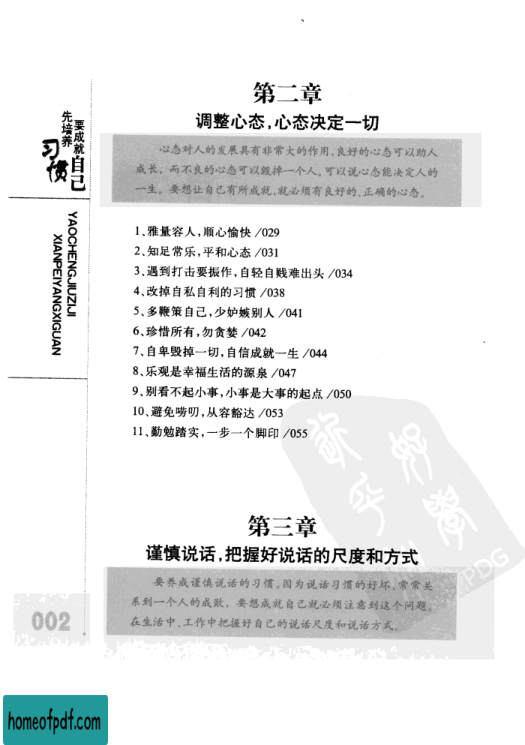 第二章
调整心态,心态决定一切
心态对人的发展具有非常大的作用,良好的心态可以助人
成长，而不良的心态可以毁掉一个人。可以说心态能决定人的
一生。要想让自己有所成就,就必须有良好的、正确的心态。
要成就自己
先培养习惯
YAOCHENGJIUZIJI
XIANPEIYANGXIGUAN
1、雅量容人,顺心愉快/029
2、知足常乐,平和心态/031
3、遇到打击要振作,自轻自贱难出头/034
4、改掉自私自利的习惯/038
5、多鞭策自己,少妒嫉别人/041
6、珍惜所有,勿贪婪/042
7、自卑毁掉一切,自信成就一生/044
8、乐观是幸福生活的源泉/047
9、别看不起小事,小事是大事的起点/050
10、避免唠叨,从容豁达/053
11、勤勉踏实,一步一个脚印/055
第三章
谨慎说话,把握好说话的尺度和方式
要养成谨慎说话的习惯,因为说话习惯的好坏,常常关
系到一个人的成败。要想成就自己就必须注意到这个问题,
在生活中、工作中把握好自己的说话尺度和说话方式。
002
PDG
homeofpdf.com